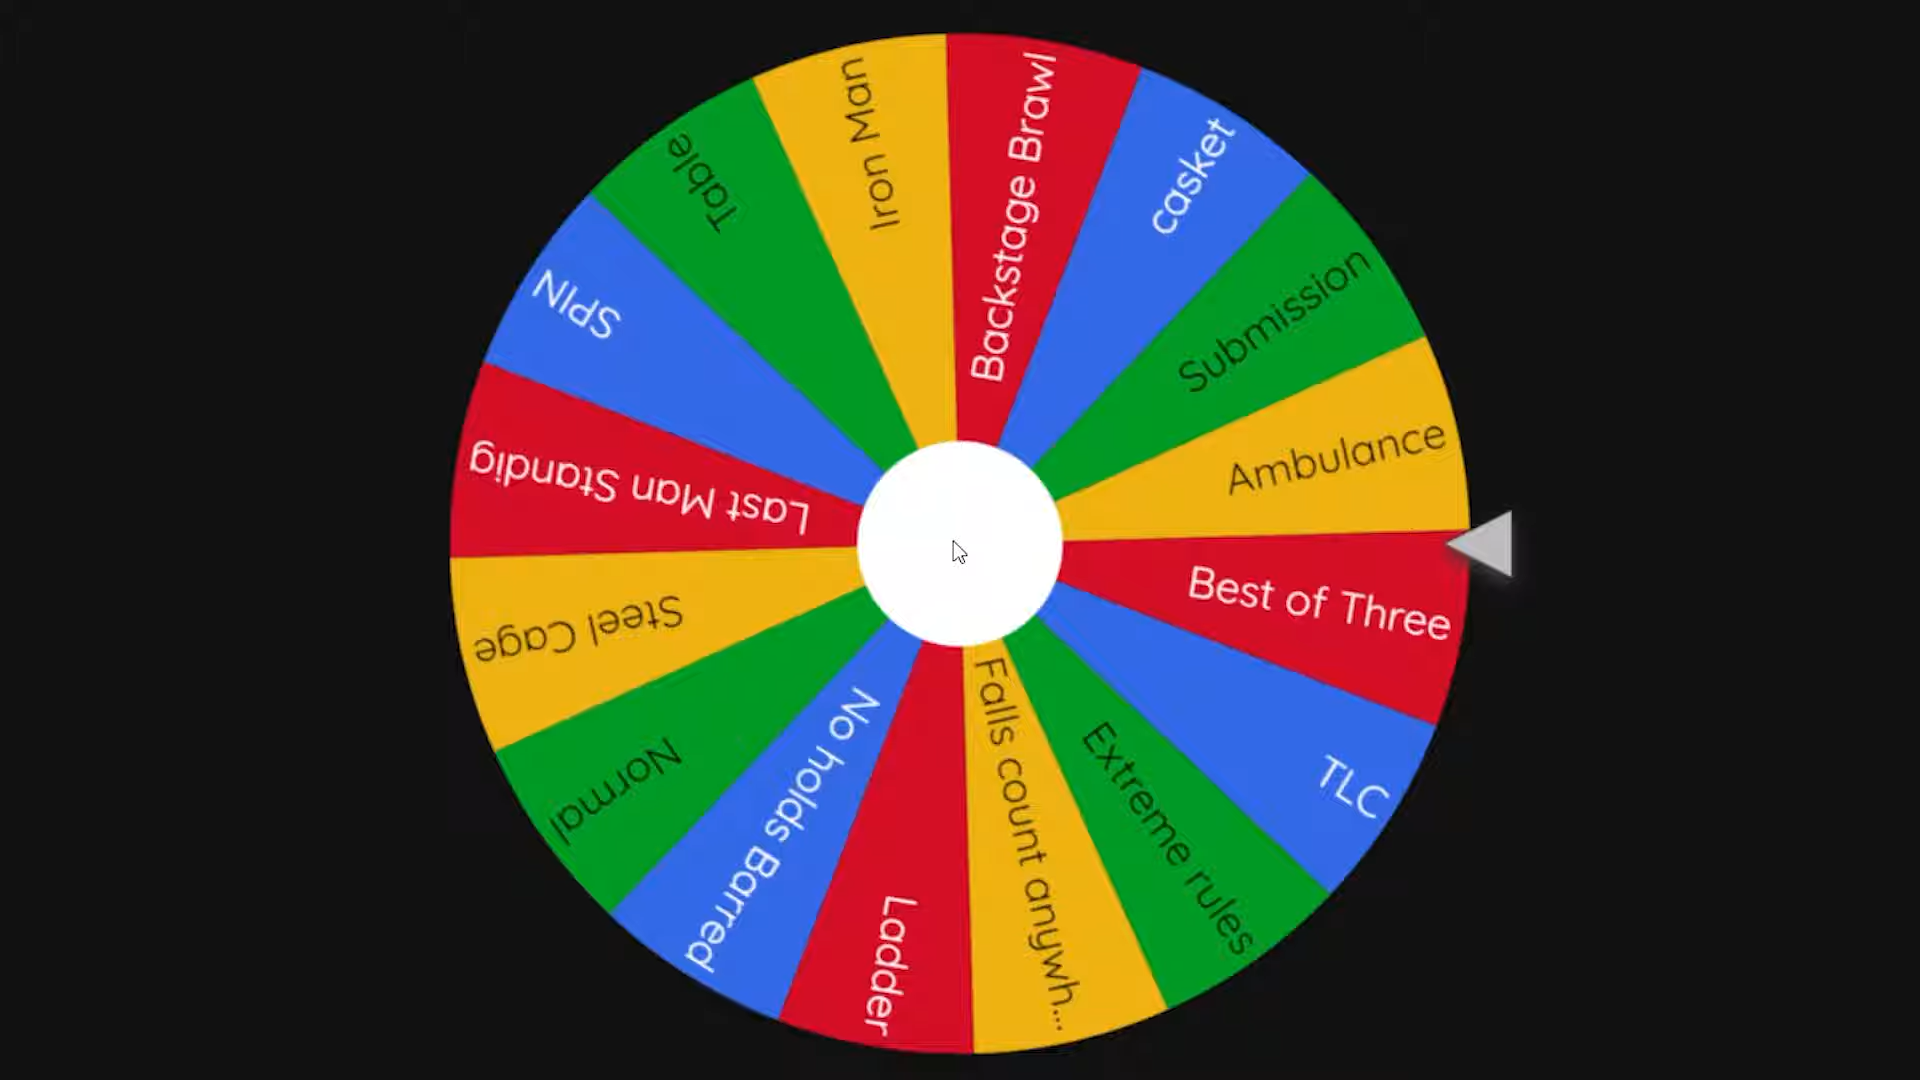 Backstage Brawl
casket
Submission
Ambulance
Best of Three
TLC
Extreme rules
Falls count anywh...
Ladder
No holds Barred
Normal
Steel Cage
Last Man Standig
SPIN
Table
Iron Man